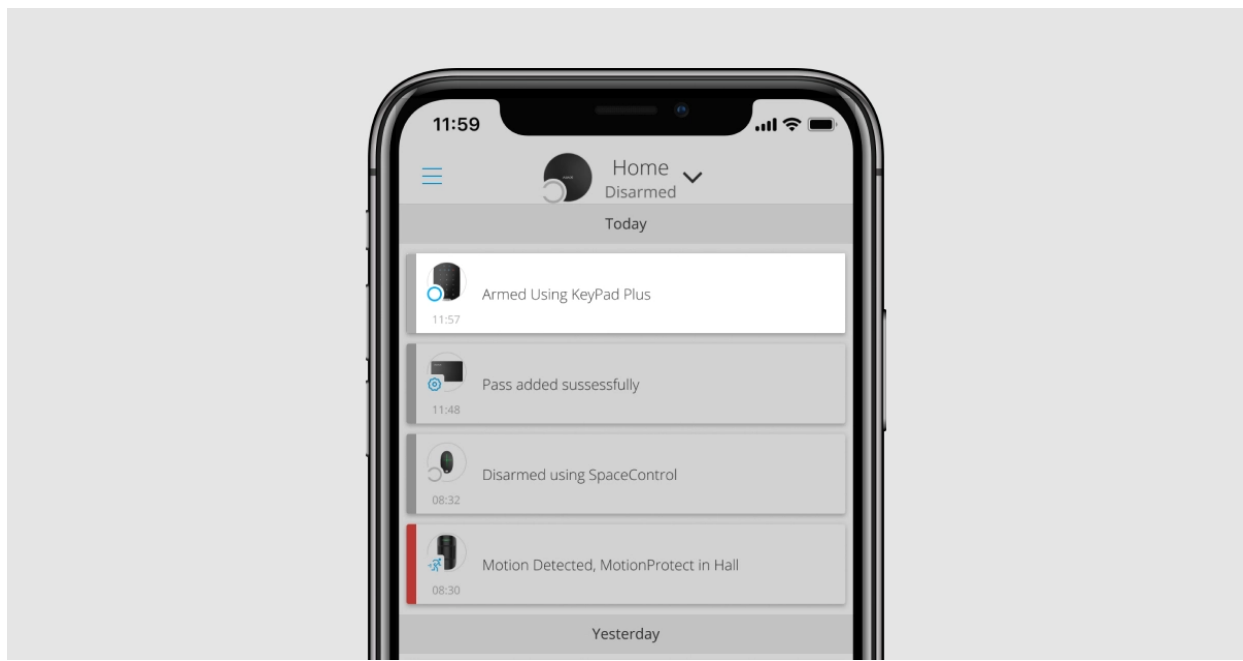 11:59
Home
Disarmed
Today
Armed Using KeyPad Plus
11:57
Pass added sussessfully
11:48
Disarmed using SpaceControl
08:32
Motion Detected, MotionProtect in Hall
08:30
Yesterday